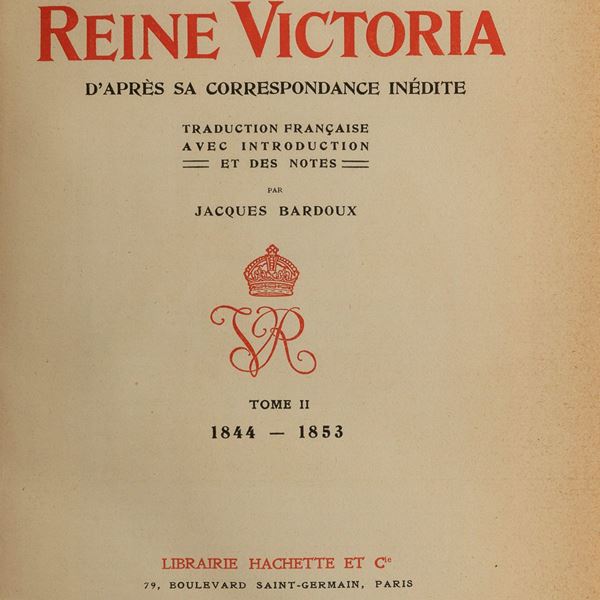 REINE VICTORIA
D'APRÈS SA CORRESPONDANCE INÉDITE
TRADUCTION FRANÇAISE
AVEC INTRODUCTION
ET DES NOTES
PAR
JACQUES BARDOUX
VR
TOME II
1844 — 1853
LIBRAIRIE HACHETTE ET Cie
79, BOULEVARD SAINT-GERMAIN, PARIS